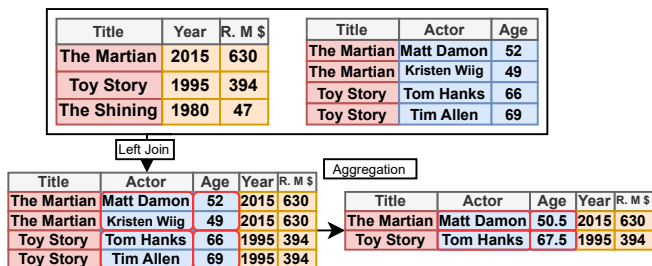 Title Year R. M $
The Martian 2015 630
Toy Story 1995 394
The Shining 1980 47
Title Actor Age
The Martian Matt Damon 52
The Martian Kristen Wiig 49
Toy Story Tom Hanks 66
Toy Story Tim Allen 69
Left Join
Title Actor Age Year R. M $
The Martian Matt Damon 52 2015 630
The Martian Kristen Wiig 49 2015 630
Toy Story Tom Hanks 66 1995 394
Toy Story Tim Allen 69 1995 394
Aggregation
Title Actor Age Year R. M $
The Martian Matt Damon 50.5 2015 630
Toy Story Tom Hanks 67.5 1995 394